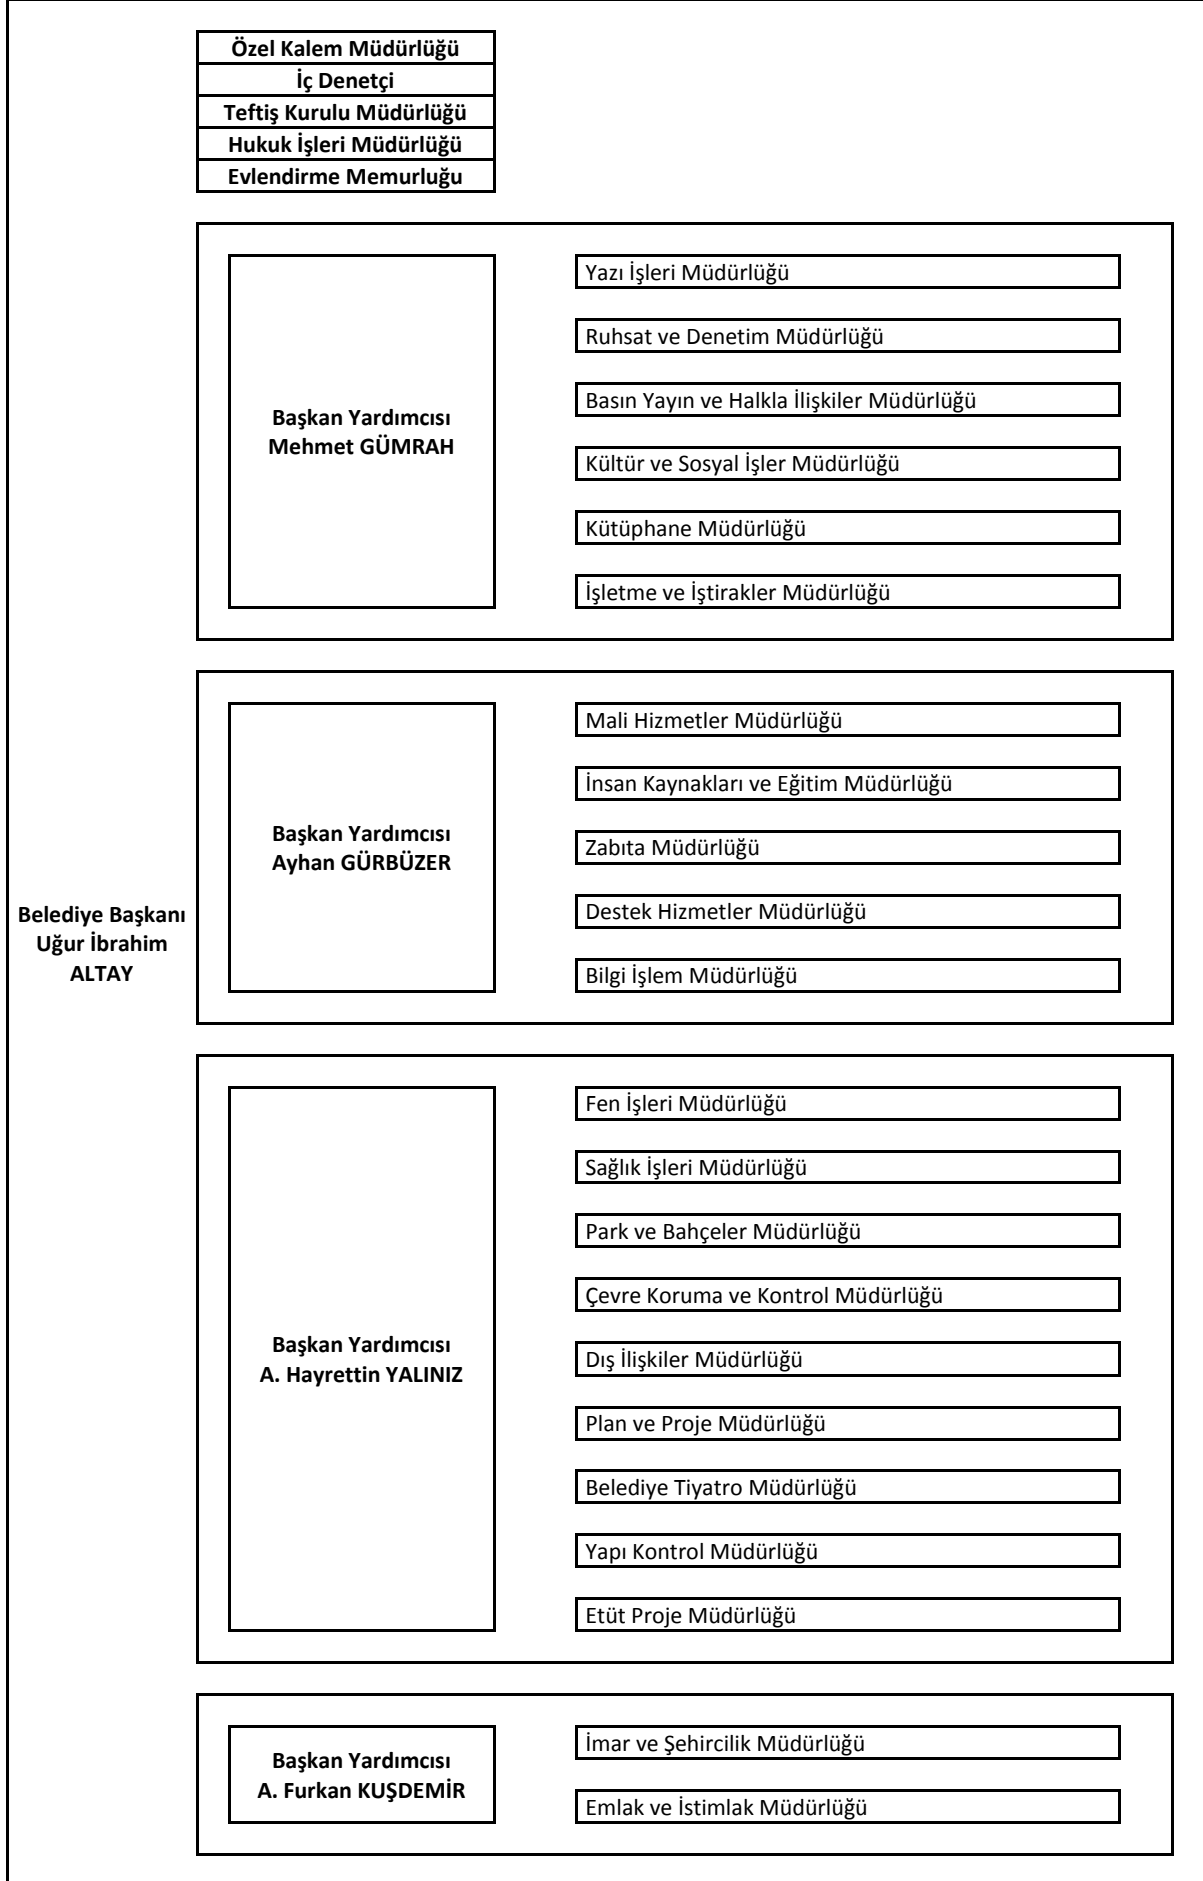 Özel Kalem Müdürlüğü
İç Denetçi
Teftiş Kurulu Müdürlüğü
Hukuk İşleri Müdürlüğü
Evlendirme Memurluğu
Belediye Başkanı
Uğur İbrahim
ALTAY
Başkan Yardımcısı
Mehmet GÜMRAH
Yazı İşleri Müdürlüğü
Ruhsat ve Denetim Müdürlüğü
Basın Yayın ve Halkla İlişkiler Müdürlüğü
Kültür ve Sosyal İşler Müdürlüğü
Kütüphane Müdürlüğü
İşletme ve İştirakler Müdürlüğü
Başkan Yardımcısı
Ayhan GÜRBÜZER
Mali Hizmetler Müdürlüğü
İnsan Kaynakları ve Eğitim Müdürlüğü
Zabıta Müdürlüğü
Destek Hizmetler Müdürlüğü
Bilgi İşlem Müdürlüğü
Başkan Yardımcısı
A. Hayrettin YALINIZ
Fen İşleri Müdürlüğü
Sağlık İşleri Müdürlüğü
Park ve Bahçeler Müdürlüğü
Çevre Koruma ve Kontrol Müdürlüğü
Dış İlişkiler Müdürlüğü
Plan ve Proje Müdürlüğü
Belediye Tiyatro Müdürlüğü
Yapı Kontrol Müdürlüğü
Etüt Proje Müdürlüğü
Başkan Yardımcısı
A. Furkan KUŞDEMİR
İmar ve Şehircilik Müdürlüğü
Emlak ve İstimlak Müdürlüğü